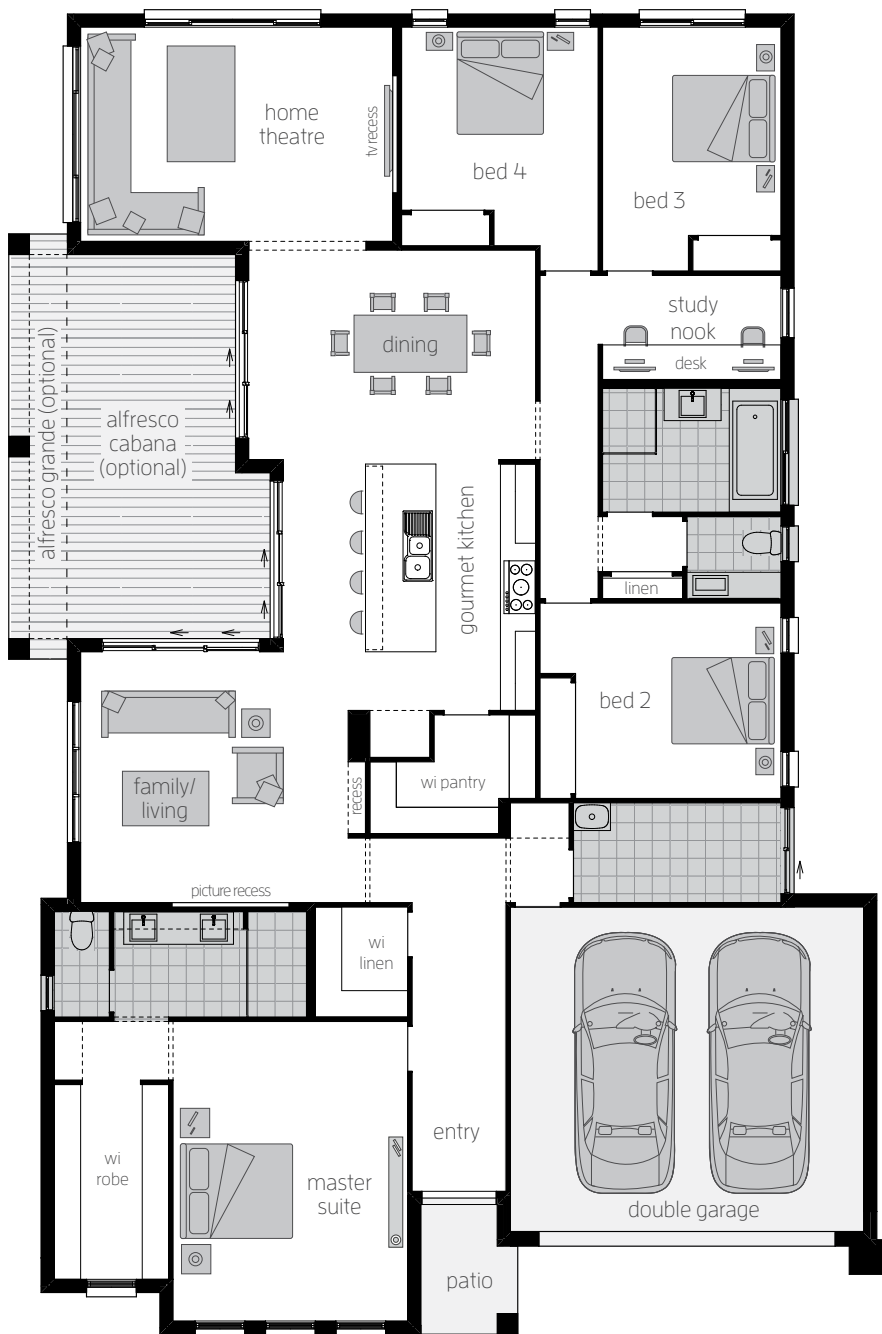 home
theatre
tv recess
bed 4
bed 3
study
nook
desk
dining
alfresco grande (optional)
alfresco
cabana
(optional)
gourmet kitchen
linen
bed 2
family/
living
recess
wi pantry
picture recess
wi
linen
entry
wi
robe
master
suite
double garage
patio